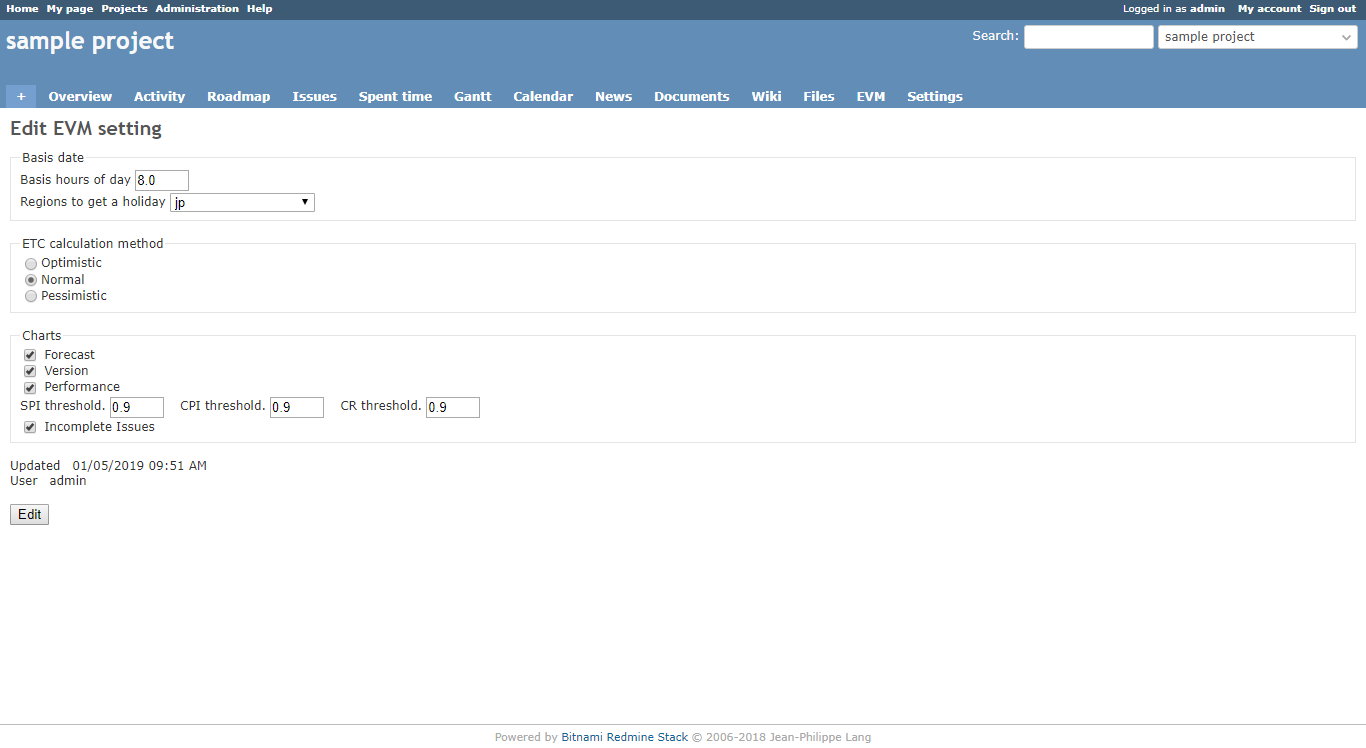 Home My page Projects Administration Help Logged in as admin My account Sign out
sample project Search: sample project
+ Overview Activity Roadmap Issues Spent time Gantt Calendar News Documents Wiki Files EVM Settings
Edit EVM setting
Basis date
Basis hours of day 8.0
Regions to get a holiday jp
ETC calculation method
Optimistic
Normal
Pessimistic
Charts
Forecast
Version
Performance
SPI threshold. 0.9 CPI threshold. 0.9 CR threshold. 0.9
Incomplete Issues
Updated 01/05/2019 09:51 AM
User admin
Edit
Powered by Bitnami Redmine Stack © 2006-2018 Jean-Philippe Lang